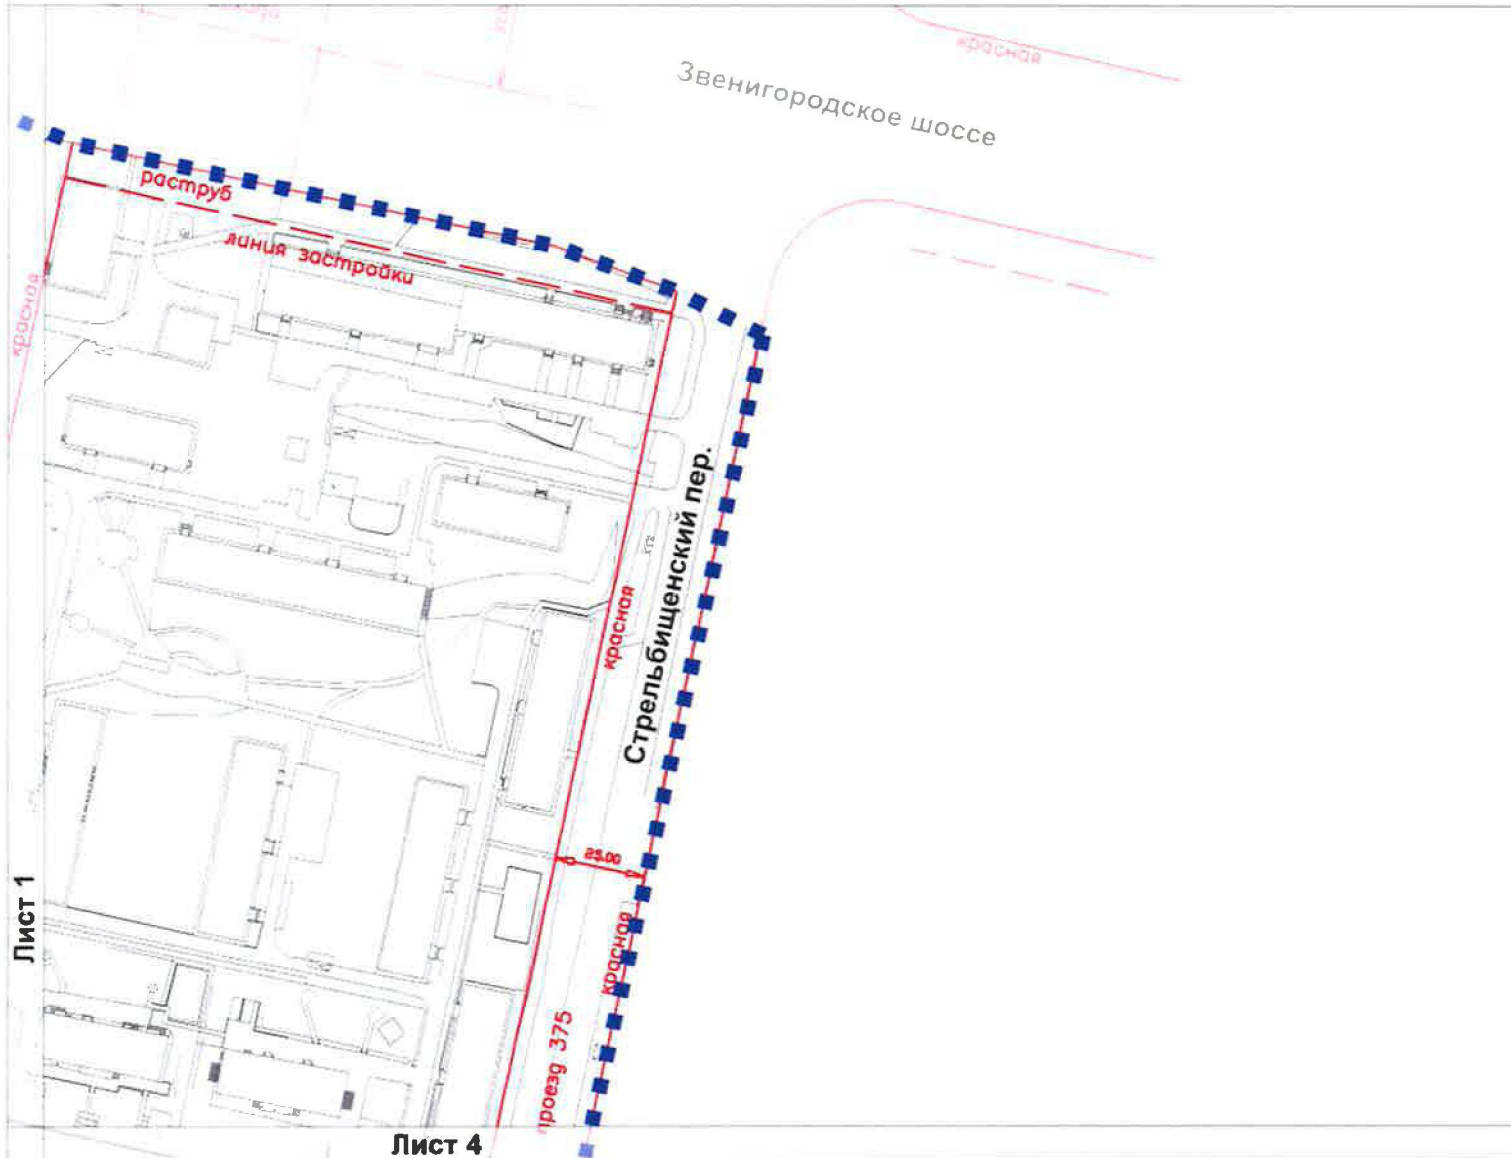 красная
Звенигородское шоссе
раструб
линия застройки
красная
Стрельбищенский пер.
красная
25.00
красная
Лист 1
проезд 375
Лист 4